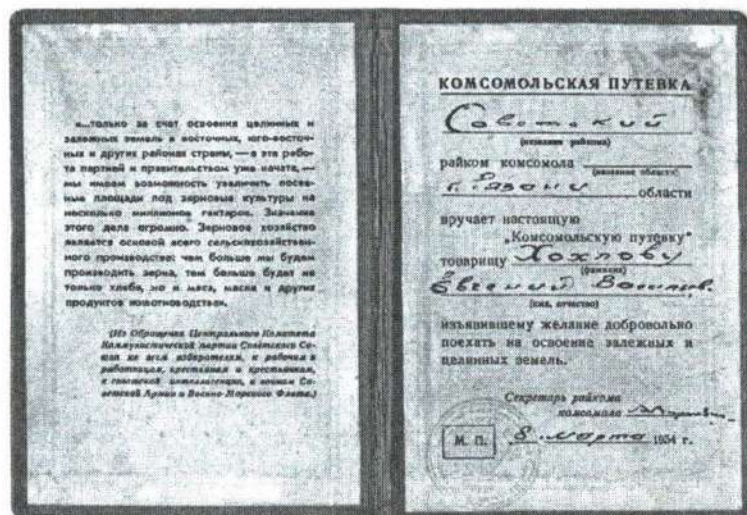 «...только за счет освоения целинных и
залежных земель в восточных, юго-восточ-
ных и других районах страны, — а эта рабо-
та партией и правительством уже начата, —
мы имеем возможность увеличить посев-
ные площади под зерновые культуры на
несколько миллионов гектаров. Значение
этого дела огромно. Зерновое хозяйство
является основой всего сельскохозяйствен-
ного производства: чем больше мы будем
производить зерна, тем больше будет не
только хлеба, но и мяса, масла и других
продуктов животноводства».
(Из Обращения Центрального Комитета
Коммунистической партии Советского Со-
юза ко всем избирателям, к рабочим и
работницам, крестьянам и крестьянкам,
к советской интеллигенции, к воинам Со-
ветской Армии и Военно-Морского Флота.)
КОМСОМОЛЬСКАЯ ПУТЕВКА
Советский
(название райкома)
райком комсомола
(название области)
г. Рязани области
вручает настоящую
„Комсомольскую путевку"
товарищу Хохлову
(фамилия)
Евгений Васильев.
(имя, отчество)
изъявившему желание добровольно
поехать на освоение залежных и
целинных земель.
Секретарь райкома
комсомола
М. П. 8 марта 1954 г.